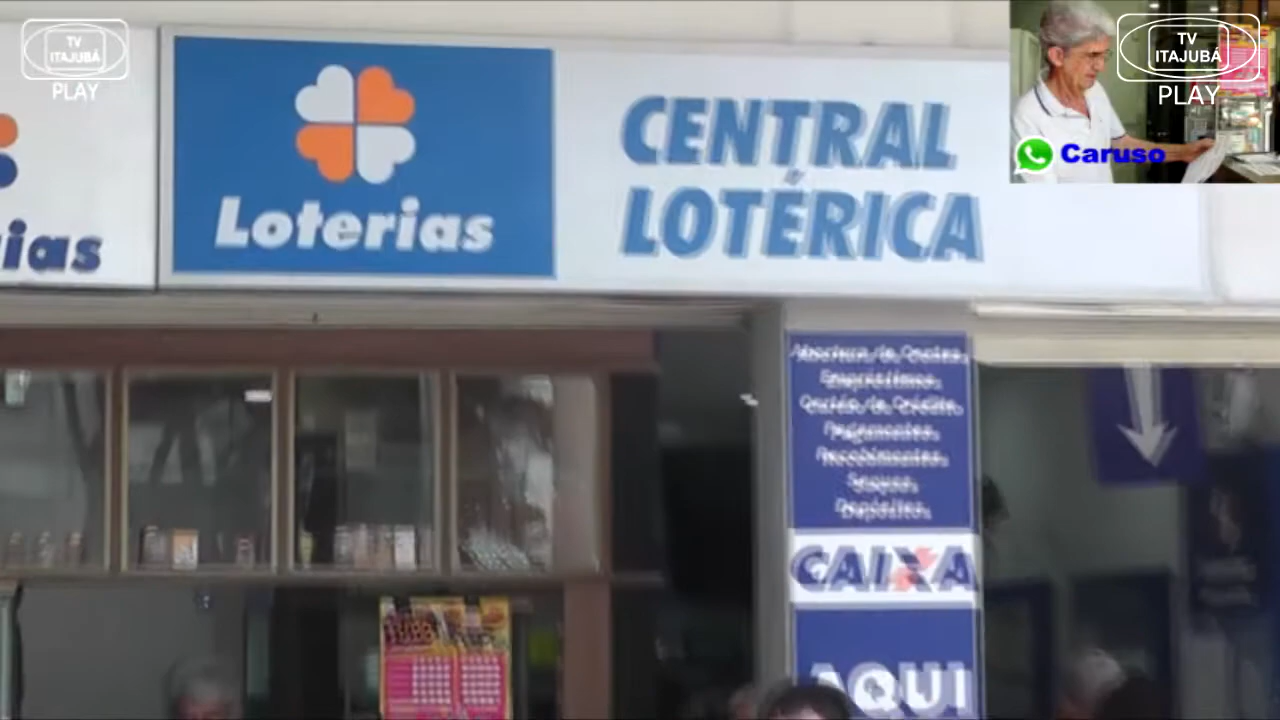 TV
ITAJUBÁ
PLAY
TV
ITAJUBÁ
PLAY
Caruso
ias
Loterias
CENTRAL
LOTÉRICA
Abertura de Contas
Empréstimos
Cartão de Crédito
Pagamentos
Recebimentos
Saques
Depósitos
CAIXA
AQUI